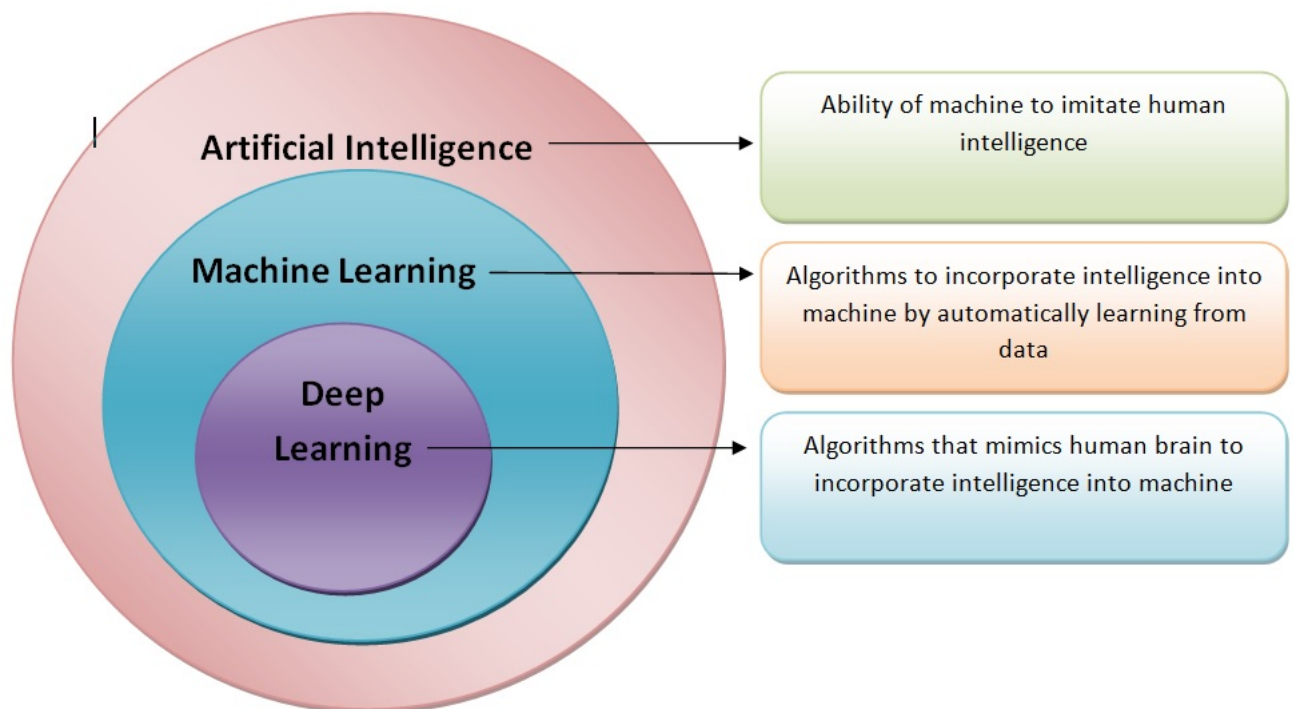 Artificial Intelligence
Ability of machine to imitate human
intelligence
Machine Learning
Algorithms to incorporate intelligence into
machine by automatically learning from
data
Deep
Learning
Algorithms that mimics human brain to
incorporate intelligence into machine